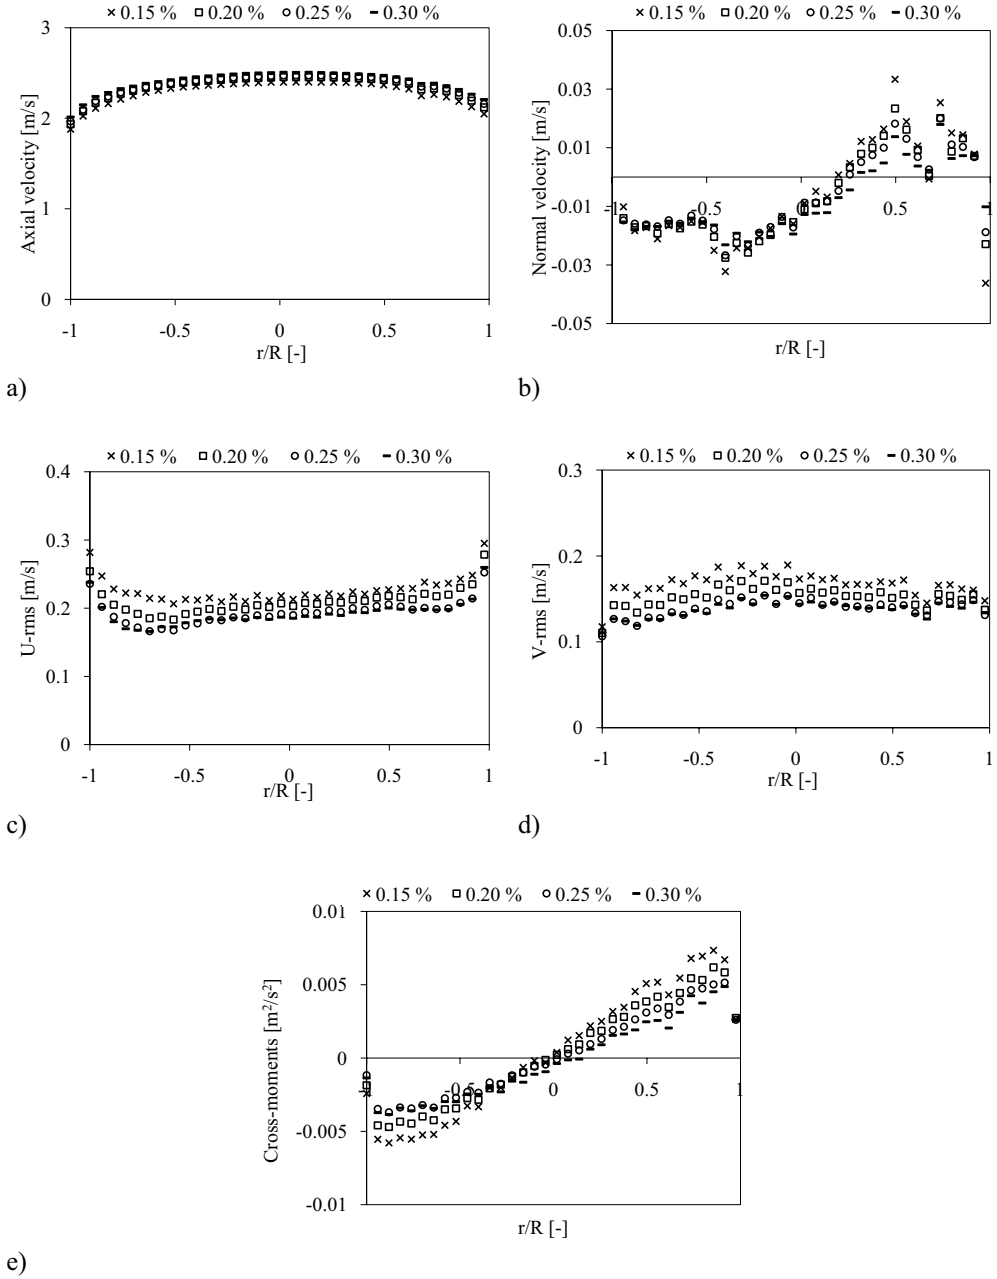 × 0.15 % □ 0.20 % ○ 0.25 % - 0.30 %
3
2
1
0
Axial velocity [m/s]
-1 -0.5 0 0.5 1
r/R [-]
a)
× 0.15 % □ 0.20 % ○ 0.25 % - 0.30 %
0.05
0.03
0.01
-0.01
-0.03
-0.05
Normal velocity [m/s]
-1 -0.5 0 0.5 1
r/R [-]
b)
× 0.15 % □ 0.20 % ○ 0.25 % - 0.30 %
0.4
0.3
0.2
0.1
0
U-rms [m/s]
-1 -0.5 0 0.5 1
r/R [-]
c)
× 0.15 % □ 0.20 % ○ 0.25 % - 0.30 %
0.3
0.2
0.1
0
V-rms [m/s]
-1 -0.5 0 0.5 1
r/R [-]
d)
× 0.15 % □ 0.20 % ○ 0.25 % - 0.30 %
0.01
0.005
0
-0.005
-0.01
Cross-moments [m²/s²]
-1 -0.5 0 0.5 1
r/R [-]
e)